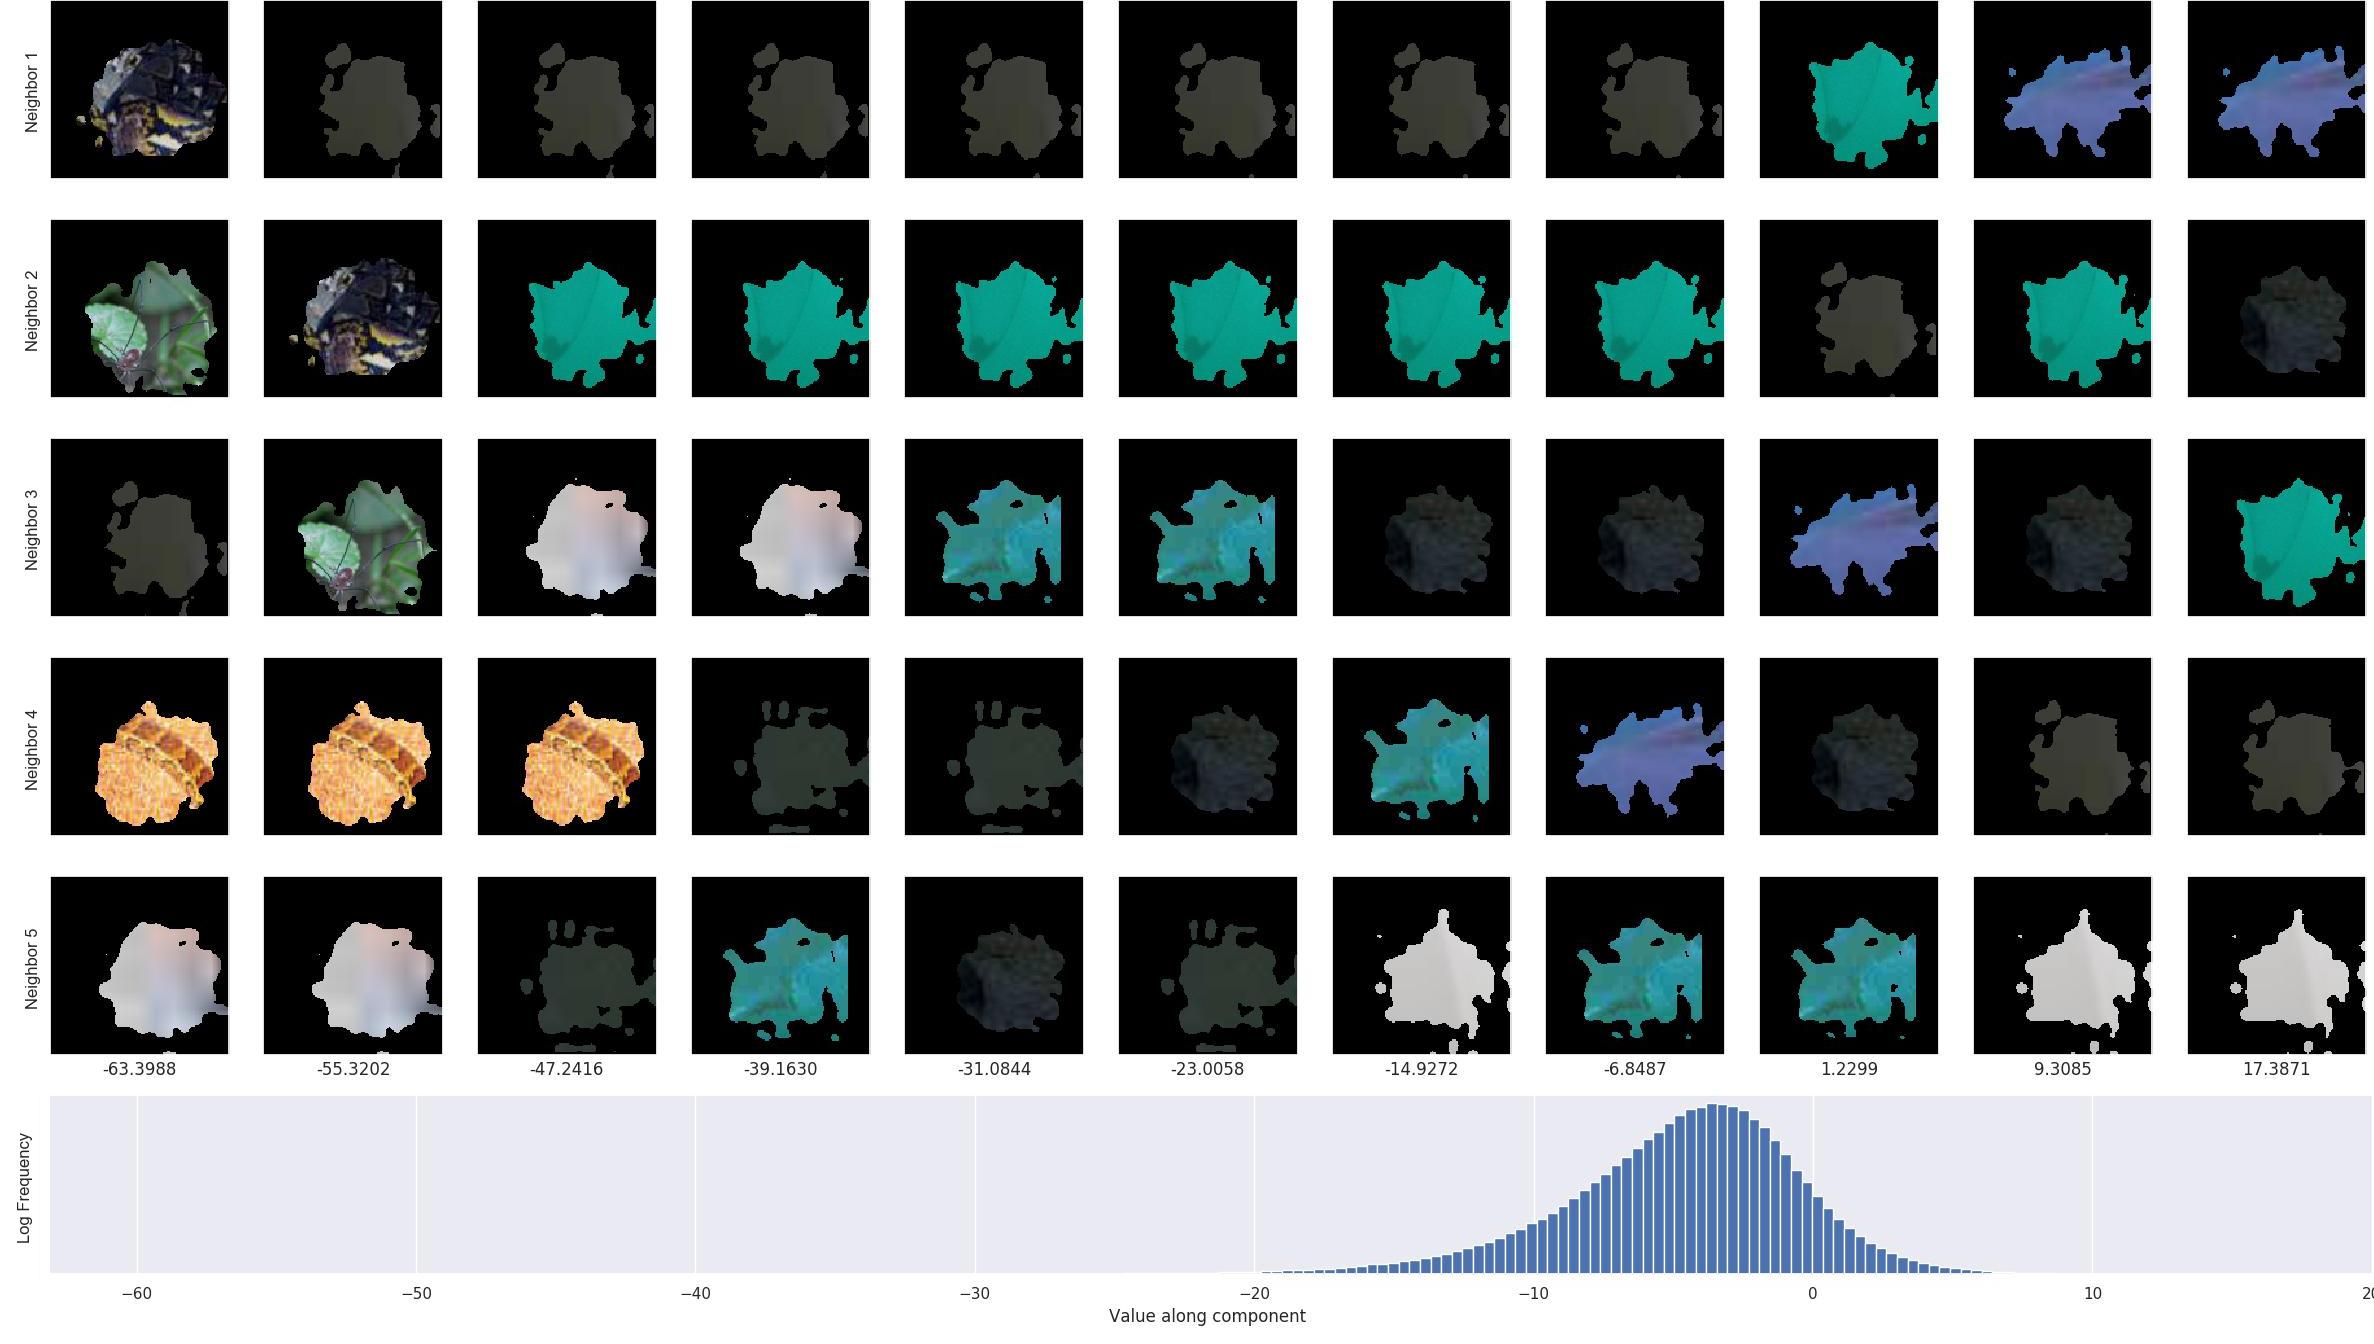 Neighbor 1
Neighbor 2
Neighbor 3
Neighbor 4
Neighbor 5
-63.3988 -55.3202 -47.2416 -39.1630 -31.0844 -23.0058 -14.9272 -6.8487 1.2299 9.3085 17.3871
Log Frequency
−60 −50 −40 −30 −20 −10 0 10
Value along component